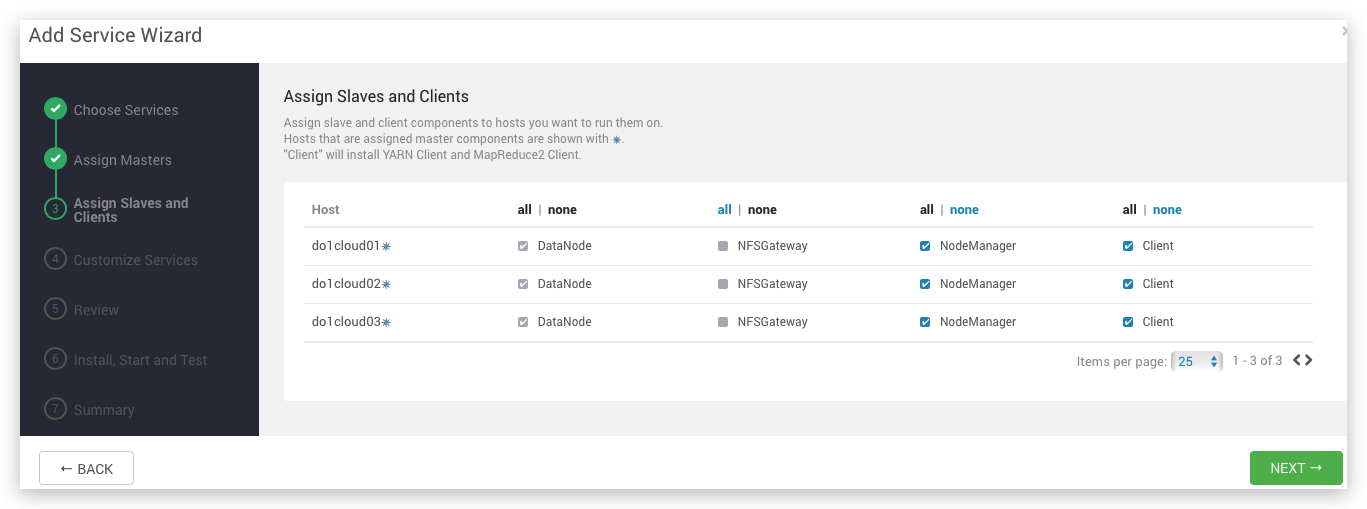 Add Service Wizard
Choose Services
Assign Masters
3 Assign Slaves and
Clients
4 Customize Services
5 Review
6 Install, Start and Test
7 Summary
Assign Slaves and Clients
Assign slave and client components to hosts you want to run them on.
Hosts that are assigned master components are shown with ✷.
"Client" will install YARN Client and MapReduce2 Client.
Host all | none all | none all | none all | none
do1cloud01✷ DataNode NFSGateway NodeManager Client
do1cloud02✷ DataNode NFSGateway NodeManager Client
do1cloud03✷ DataNode NFSGateway NodeManager Client
Items per page: 25 1 - 3 of 3
← BACK
NEXT →